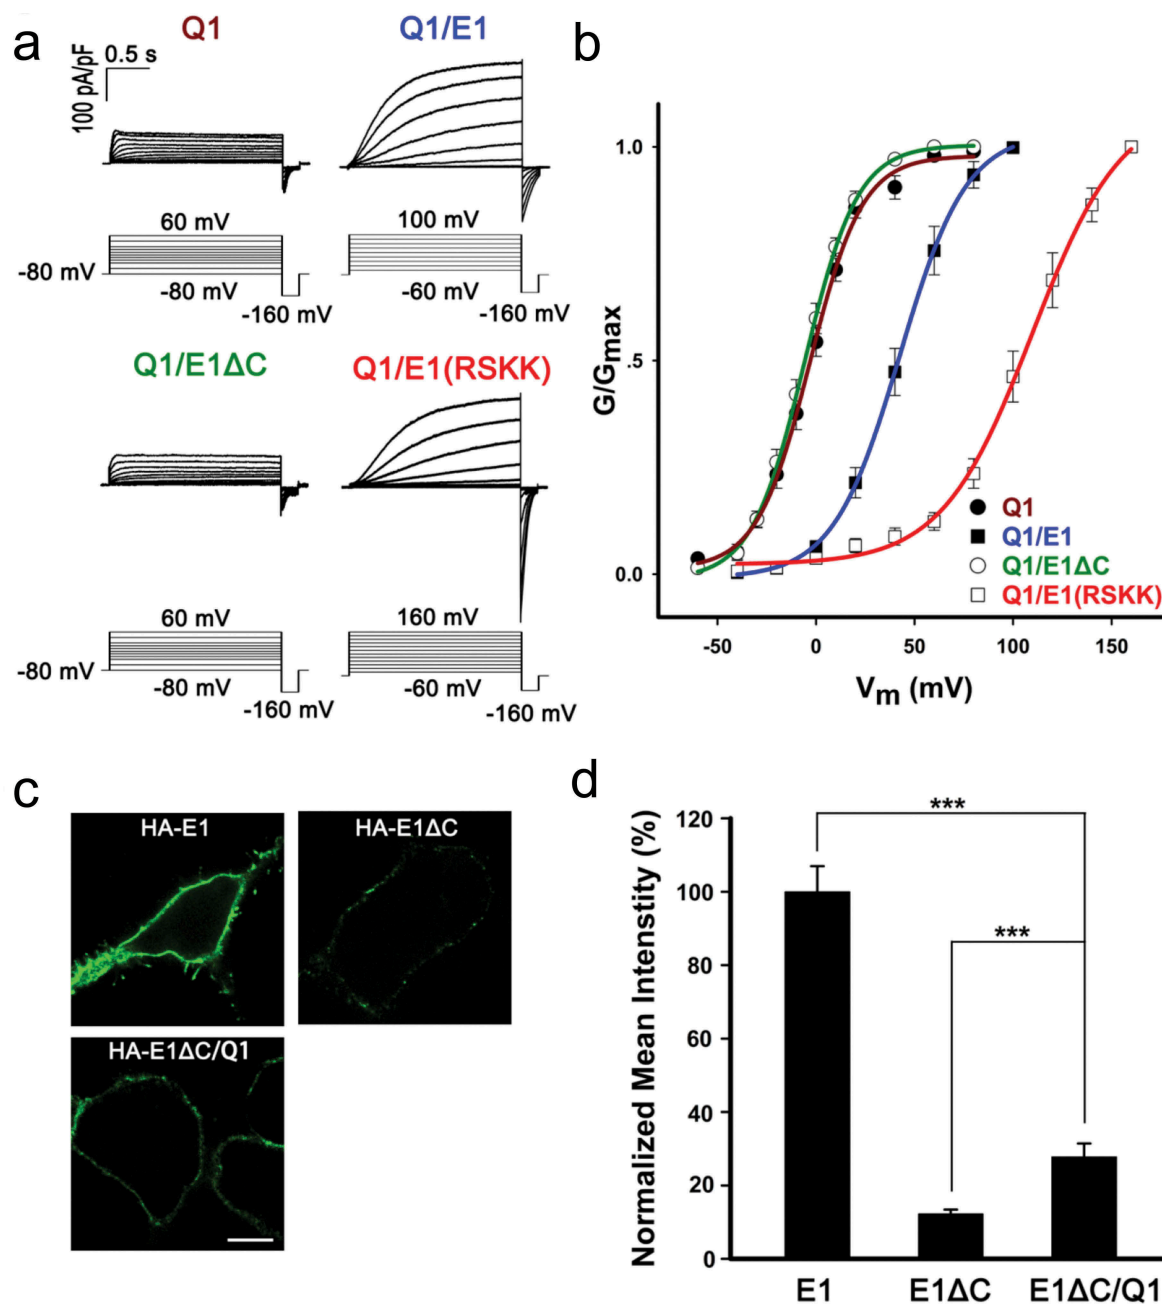 a
Q1
Q1/E1
0.5 s
100 pA/pF
60 mV
100 mV
-80 mV
-80 mV
-60 mV
-160 mV
-160 mV
Q1/E1ΔC
Q1/E1(RSKK)
60 mV
160 mV
-80 mV
-80 mV
-60 mV
-160 mV
-160 mV
b
1.0
.5
0.0
G/Gmax
-50
0
50
100
150
Vm (mV)
Q1
Q1/E1
Q1/E1ΔC
Q1/E1(RSKK)
c
HA-E1
HA-E1ΔC
HA-E1ΔC/Q1
d
Normalized Mean Intenstity (%)
120
100
80
60
40
20
0
***
***
E1
E1ΔC
E1ΔC/Q1